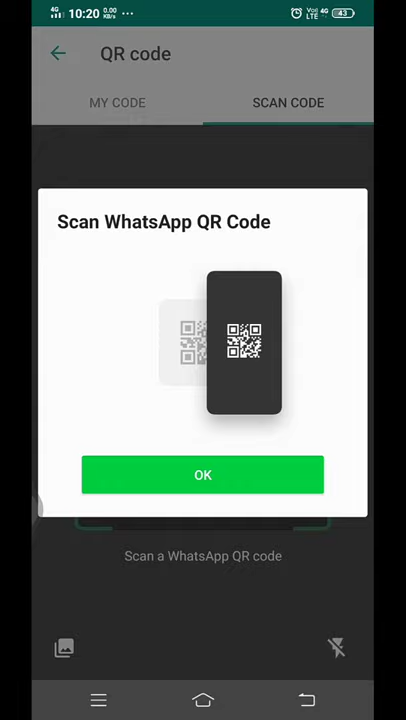 4G 10:20 0.00 KB/s ... VoD LTE 4G 43
QR code
MY CODE SCAN CODE
Scan WhatsApp QR Code
OK
Scan a WhatsApp QR code